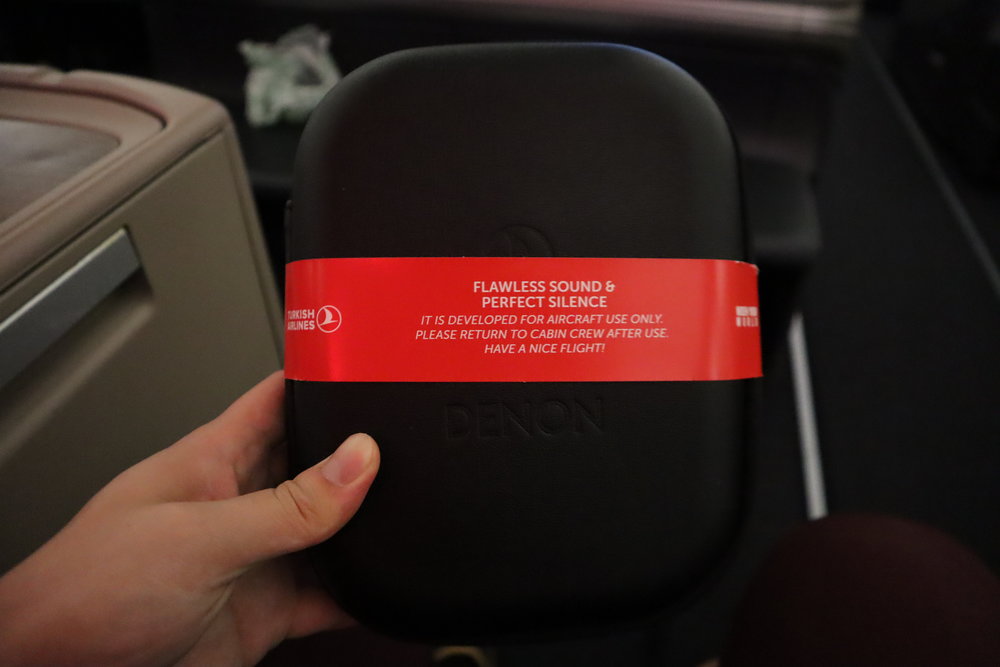 FLAWLESS SOUND &
PERFECT SILENCE
IT IS DEVELOPED FOR AIRCRAFT USE ONLY.
PLEASE RETURN TO CABIN CREW AFTER USE.
HAVE A NICE FLIGHT!
TURKISH
AIRLINES
WORLD
DENON